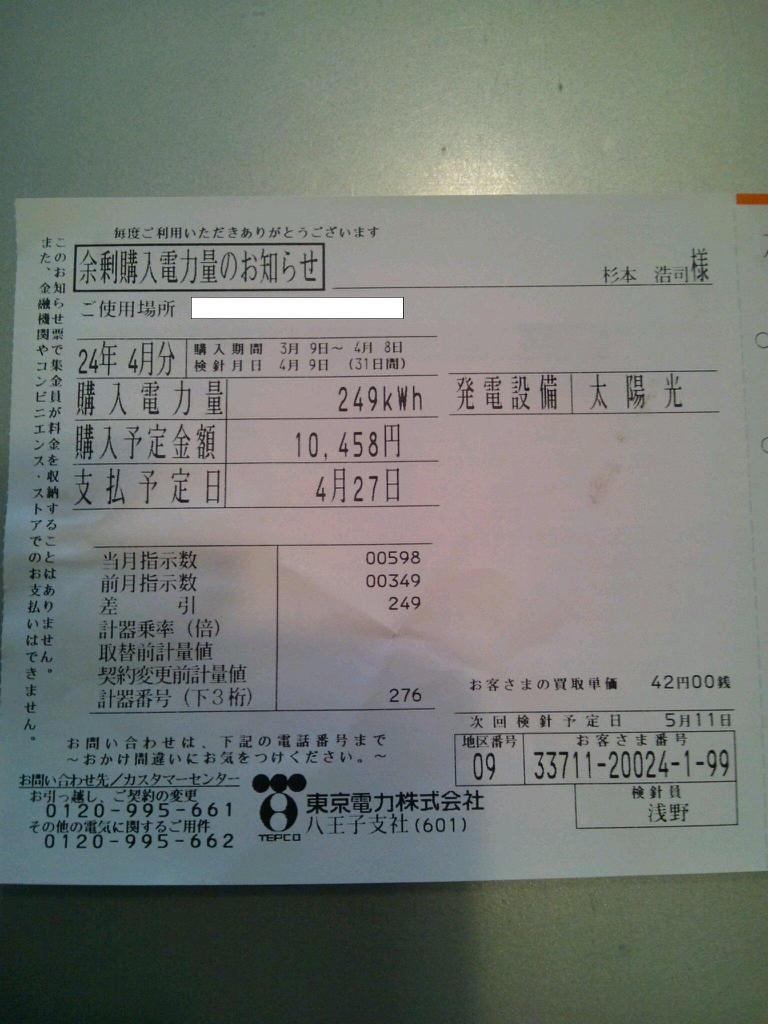 毎度ご利用いただきありがとうございます
余剰購入電力量のお知らせ
杉本 浩司様
ご使用場所
24年 4月分
購入期間 3月 9日〜 4月 8日
検針月日 4月 9日 (31日間)
購入電力量 249kWh
購入予定金額 10,458円
支払予定日 4月27日
発電設備 太陽光
当月指示数 00598
前月指示数 00349
差引 249
計器乗率(倍)
取替前計量値
契約変更前計量値
計器番号(下3桁) 276
お客さまの買取単価 42円00銭
次回検針予定日 5月11日
地区番号 09
お客さま番号 33711-20024-1-99
検針員
浅野
このお知らせ票で集金員が料金を収納することはありません。
また、金融機関やコンビニエンス・ストアでのお支払いはできません。
お問い合わせは、下記の電話番号まで
〜おかけ間違いにお気をつけください。〜
お問い合わせ先/カスタマーセンター
お引っ越し、ご契約の変更
0120-995-661
その他の電気に関するご用件
0120-995-662
TEPCO
東京電力株式会社
八王子支社(601)